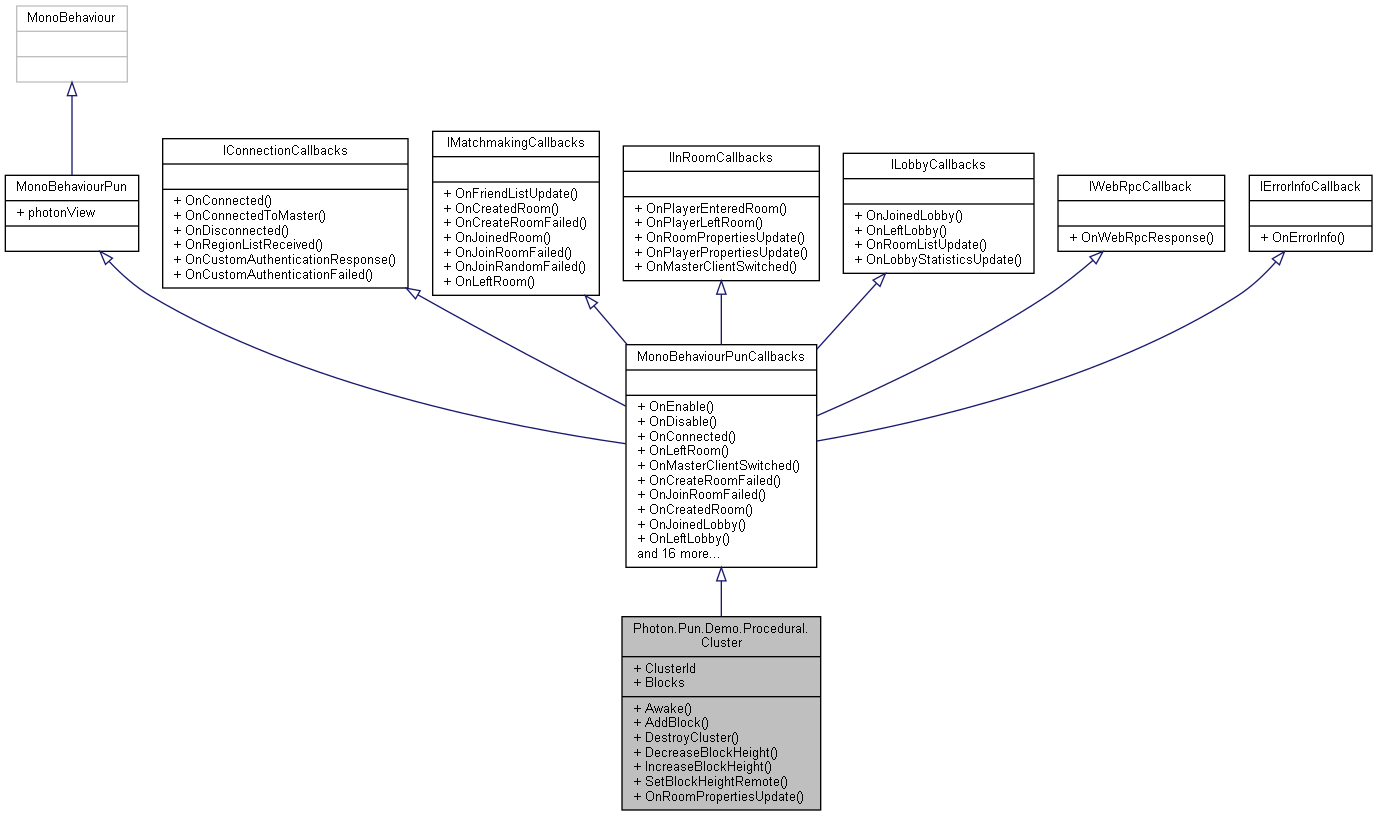 MonoBehaviour
MonoBehaviourPun
+ photonView
IConnectionCallbacks
+ OnConnected()
+ OnConnectedToMaster()
+ OnDisconnected()
+ OnRegionListReceived()
+ OnCustomAuthenticationResponse()
+ OnCustomAuthenticationFailed()
IMatchmakingCallbacks
+ OnFriendListUpdate()
+ OnCreatedRoom()
+ OnCreateRoomFailed()
+ OnJoinedRoom()
+ OnJoinRoomFailed()
+ OnJoinRandomFailed()
+ OnLeftRoom()
IInRoomCallbacks
+ OnPlayerEnteredRoom()
+ OnPlayerLeftRoom()
+ OnRoomPropertiesUpdate()
+ OnPlayerPropertiesUpdate()
+ OnMasterClientSwitched()
ILobbyCallbacks
+ OnJoinedLobby()
+ OnLeftLobby()
+ OnRoomListUpdate()
+ OnLobbyStatisticsUpdate()
IWebRpcCallback
+ OnWebRpcResponse()
IErrorInfoCallback
+ OnErrorInfo()
MonoBehaviourPunCallbacks
+ OnEnable()
+ OnDisable()
+ OnConnected()
+ OnLeftRoom()
+ OnMasterClientSwitched()
+ OnCreateRoomFailed()
+ OnJoinRoomFailed()
+ OnCreatedRoom()
+ OnJoinedLobby()
+ OnLeftLobby()
and 16 more...
Photon.Pun.Demo.Procedural.
Cluster
+ ClusterId
+ Blocks
+ Awake()
+ AddBlock()
+ DestroyCluster()
+ DecreaseBlockHeight()
+ IncreaseBlockHeight()
+ SetBlockHeightRemote()
+ OnRoomPropertiesUpdate()